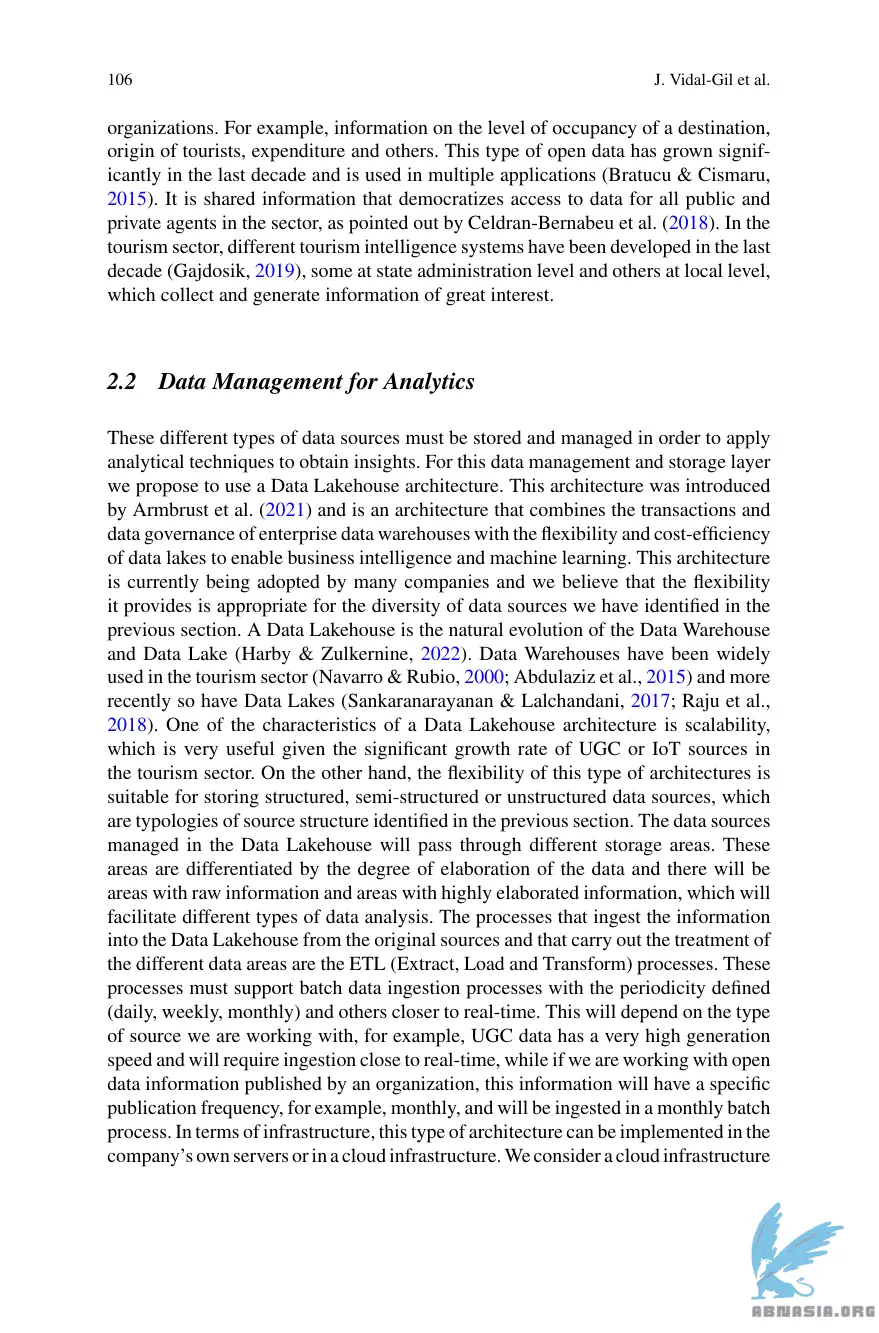 106
J. Vidal-Gil et al.
organizations. For example, information on the level of occupancy of a destination,
origin of tourists, expenditure and others. This type of open data has grown signif-
icantly in the last decade and is used in multiple applications (Bratucu & Cismaru,
2015). It is shared information that democratizes access to data for all public and
private agents in the sector, as pointed out by Celdran-Bernabeu et al. (2018). In the
tourism sector, different tourism intelligence systems have been developed in the last
decade (Gajdosik, 2019), some at state administration level and others at local level,
which collect and generate information of great interest.
2.2 Data Management for Analytics
These different types of data sources must be stored and managed in order to apply
analytical techniques to obtain insights. For this data management and storage layer
we propose to use a Data Lakehouse architecture. This architecture was introduced
by Armbrust et al. (2021) and is an architecture that combines the transactions and
data governance of enterprise data warehouses with the flexibility and cost-efficiency
of data lakes to enable business intelligence and machine learning. This architecture
is currently being adopted by many companies and we believe that the flexibility
it provides is appropriate for the diversity of data sources we have identified in the
previous section. A Data Lakehouse is the natural evolution of the Data Warehouse
and Data Lake (Harby & Zulkernine, 2022). Data Warehouses have been widely
used in the tourism sector (Navarro & Rubio, 2000; Abdulaziz et al., 2015) and more
recently so have Data Lakes (Sankaranarayanan & Lalchandani, 2017; Raju et al.,
2018). One of the characteristics of a Data Lakehouse architecture is scalability,
which is very useful given the significant growth rate of UGC or IoT sources in
the tourism sector. On the other hand, the flexibility of this type of architectures is
suitable for storing structured, semi-structured or unstructured data sources, which
are typologies of source structure identified in the previous section. The data sources
managed in the Data Lakehouse will pass through different storage areas. These
areas are differentiated by the degree of elaboration of the data and there will be
areas with raw information and areas with highly elaborated information, which will
facilitate different types of data analysis. The processes that ingest the information
into the Data Lakehouse from the original sources and that carry out the treatment of
the different data areas are the ETL (Extract, Load and Transform) processes. These
processes must support batch data ingestion processes with the periodicity defined
(daily, weekly, monthly) and others closer to real-time. This will depend on the type
of source we are working with, for example, UGC data has a very high generation
speed and will require ingestion close to real-time, while if we are working with open
data information published by an organization, this information will have a specific
publication frequency, for example, monthly, and will be ingested in a monthly batch
process. In terms of infrastructure, this type of architecture can be implemented in the
company's own servers or in a cloud infrastructure. We consider a cloud infrastructure
ABNASIA.ORG